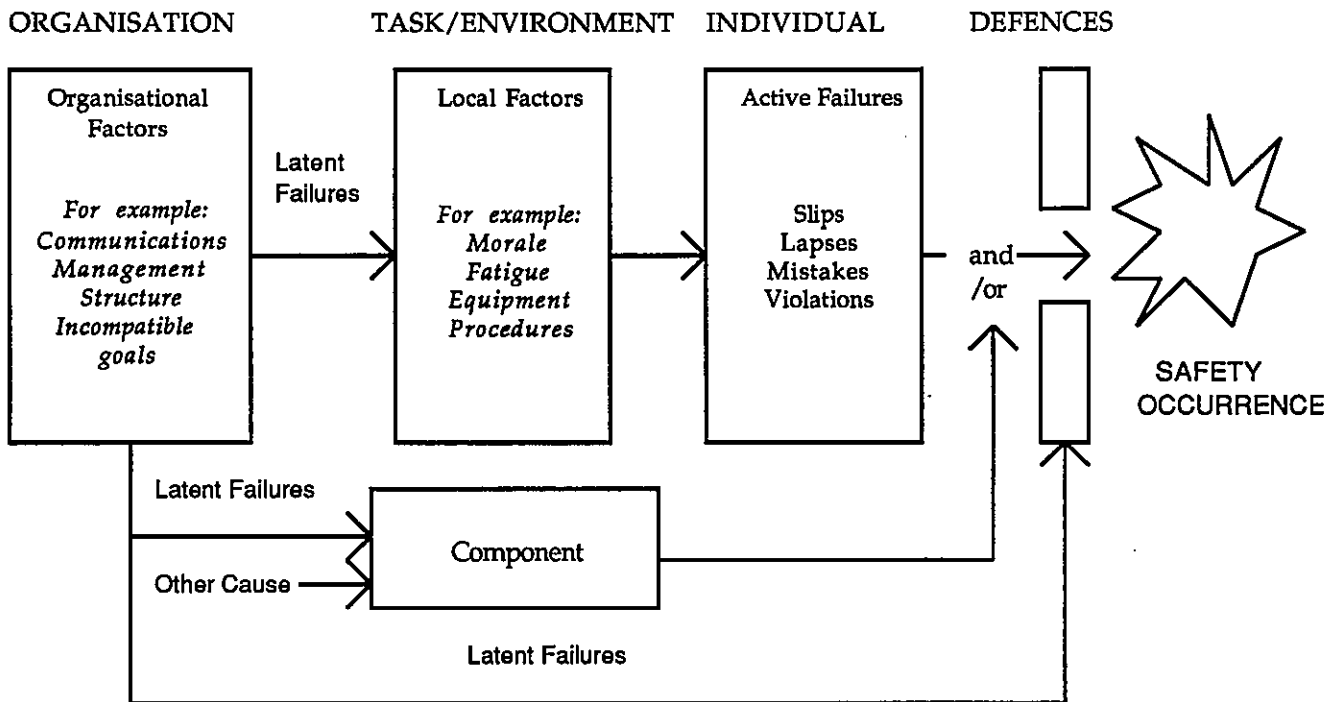 ORGANISATION
TASK/ENVIRONMENT
INDIVIDUAL
DEFENCES
Organisational
Factors
For example:
Communications
Management
Structure
Incompatible
goals
Latent
Failures
Local Factors
For example:
Morale
Fatigue
Equipment
Procedures
Active Failures
Slips
Lapses
Mistakes
Violations
and
/or
SAFETY
OCCURRENCE
Latent Failures
Component
Other Cause
Latent Failures